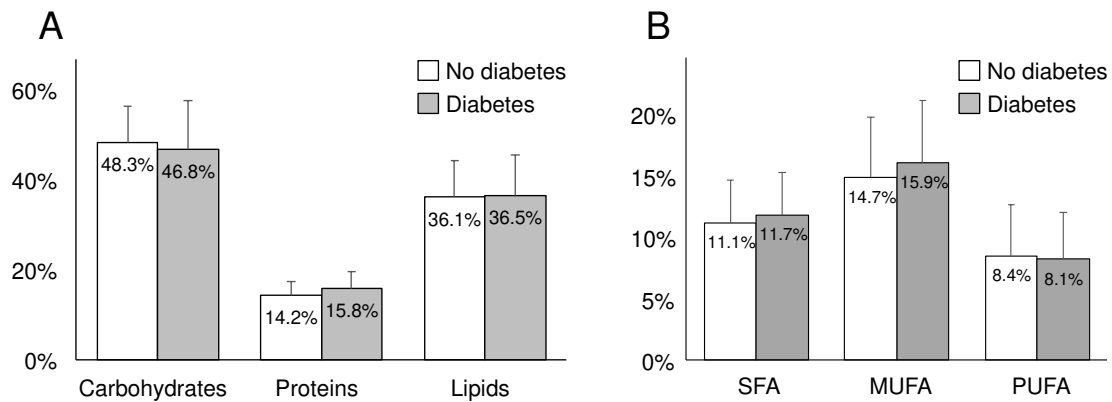 A
60%
40%
20%
0%
No diabetes
Diabetes
48.3%
46.8%
14.2%
15.8%
36.1%
36.5%
Carbohydrates
Proteins
Lipids
B
20%
15%
10%
5%
0%
No diabetes
Diabetes
11.1%
11.7%
14.7%
15.9%
8.4%
8.1%
SFA
MUFA
PUFA